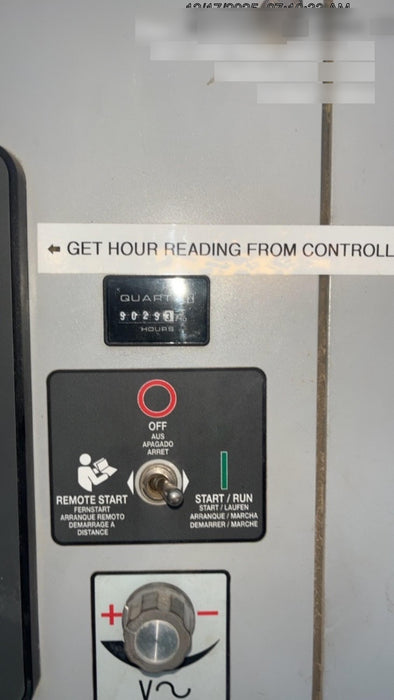 ← GET HOUR READING FROM CONTROLL
QUARTZ
HOURS
OFF
AUS
APAGADO
ARRET
REMOTE START
FERNSTART
ARRANQUE REMOTO
DEMARRAGE A
DISTANCE
START / RUN
START / LAUFEN
ARRANQUE / MARCHA
DEMARRER / MARCHE
+ −
V~